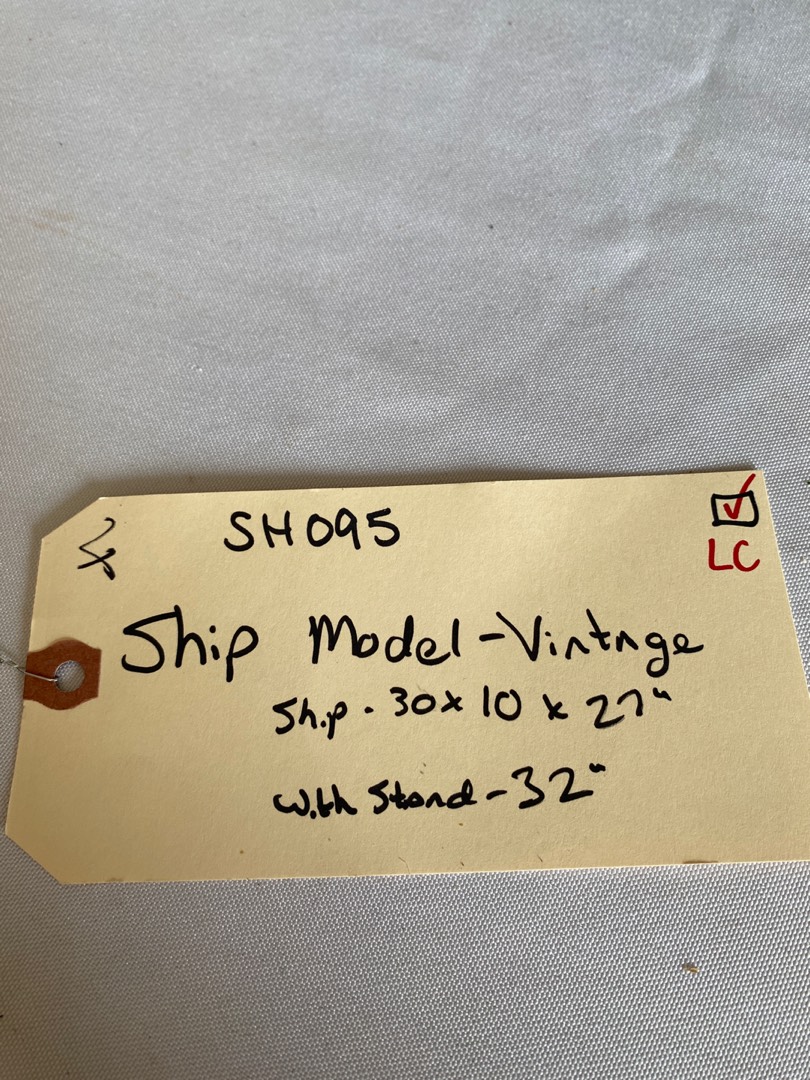 SH095
LC
Ship Model - Vintage
Ship - 30 x 10 x 27"
With Stand - 32"